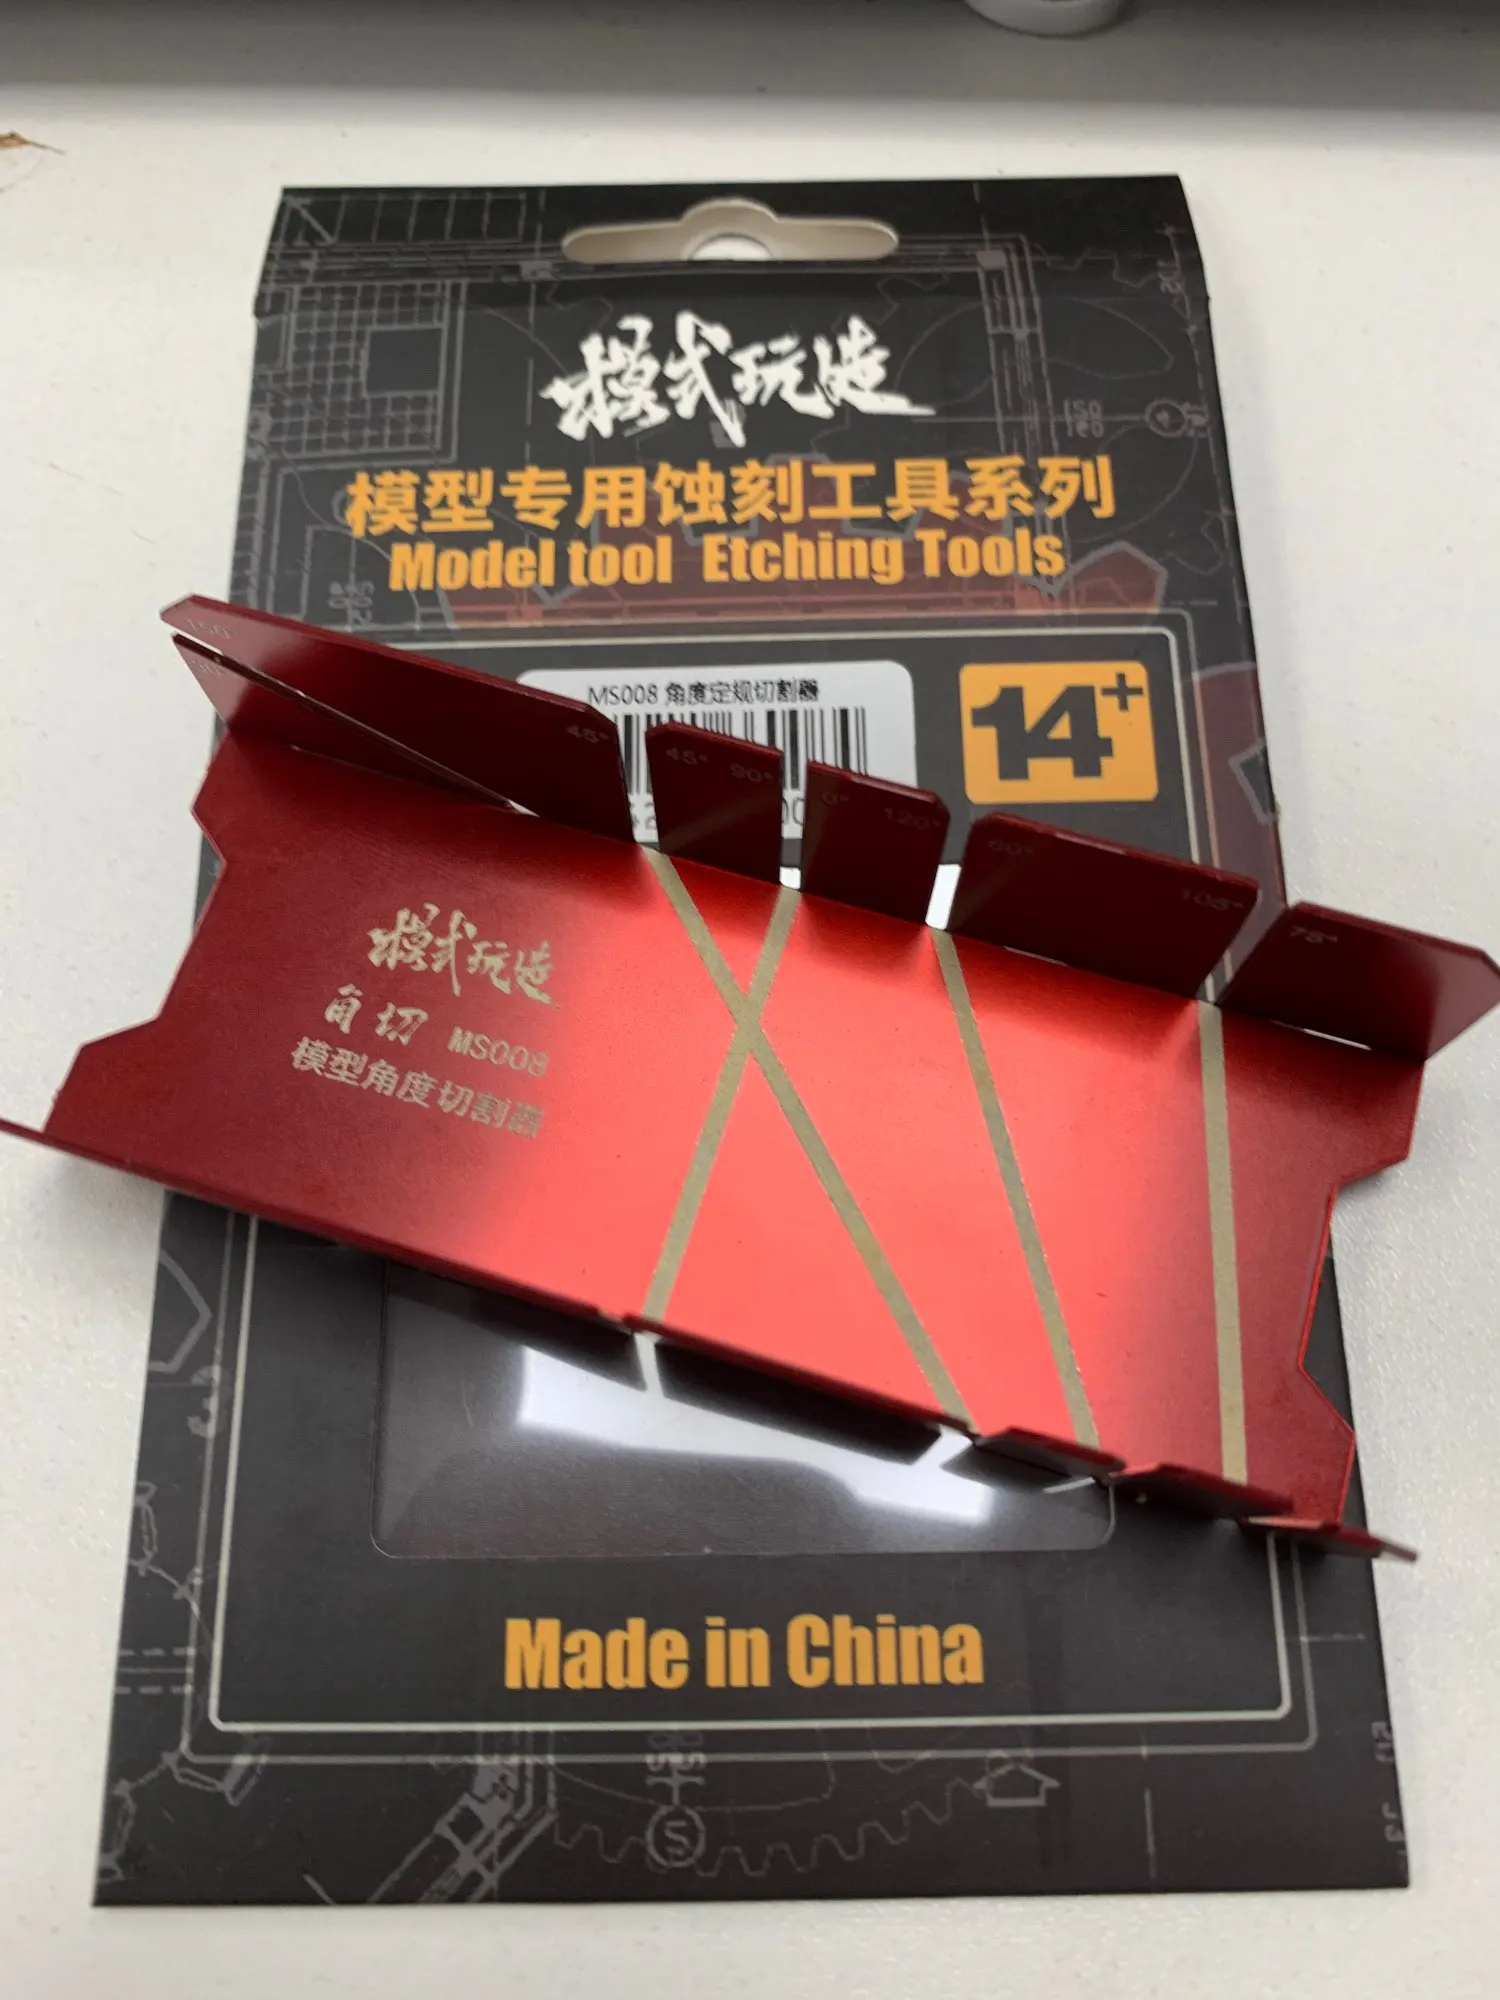 模式玩造
模型专用蚀刻工具系列
Model tool Etching Tools
MS008 角度定规切割器
14+
150°
45°
45° 90°
120°
60°
105°
75°
模式玩造
角切 MS008
模型角度切割器
Made in China